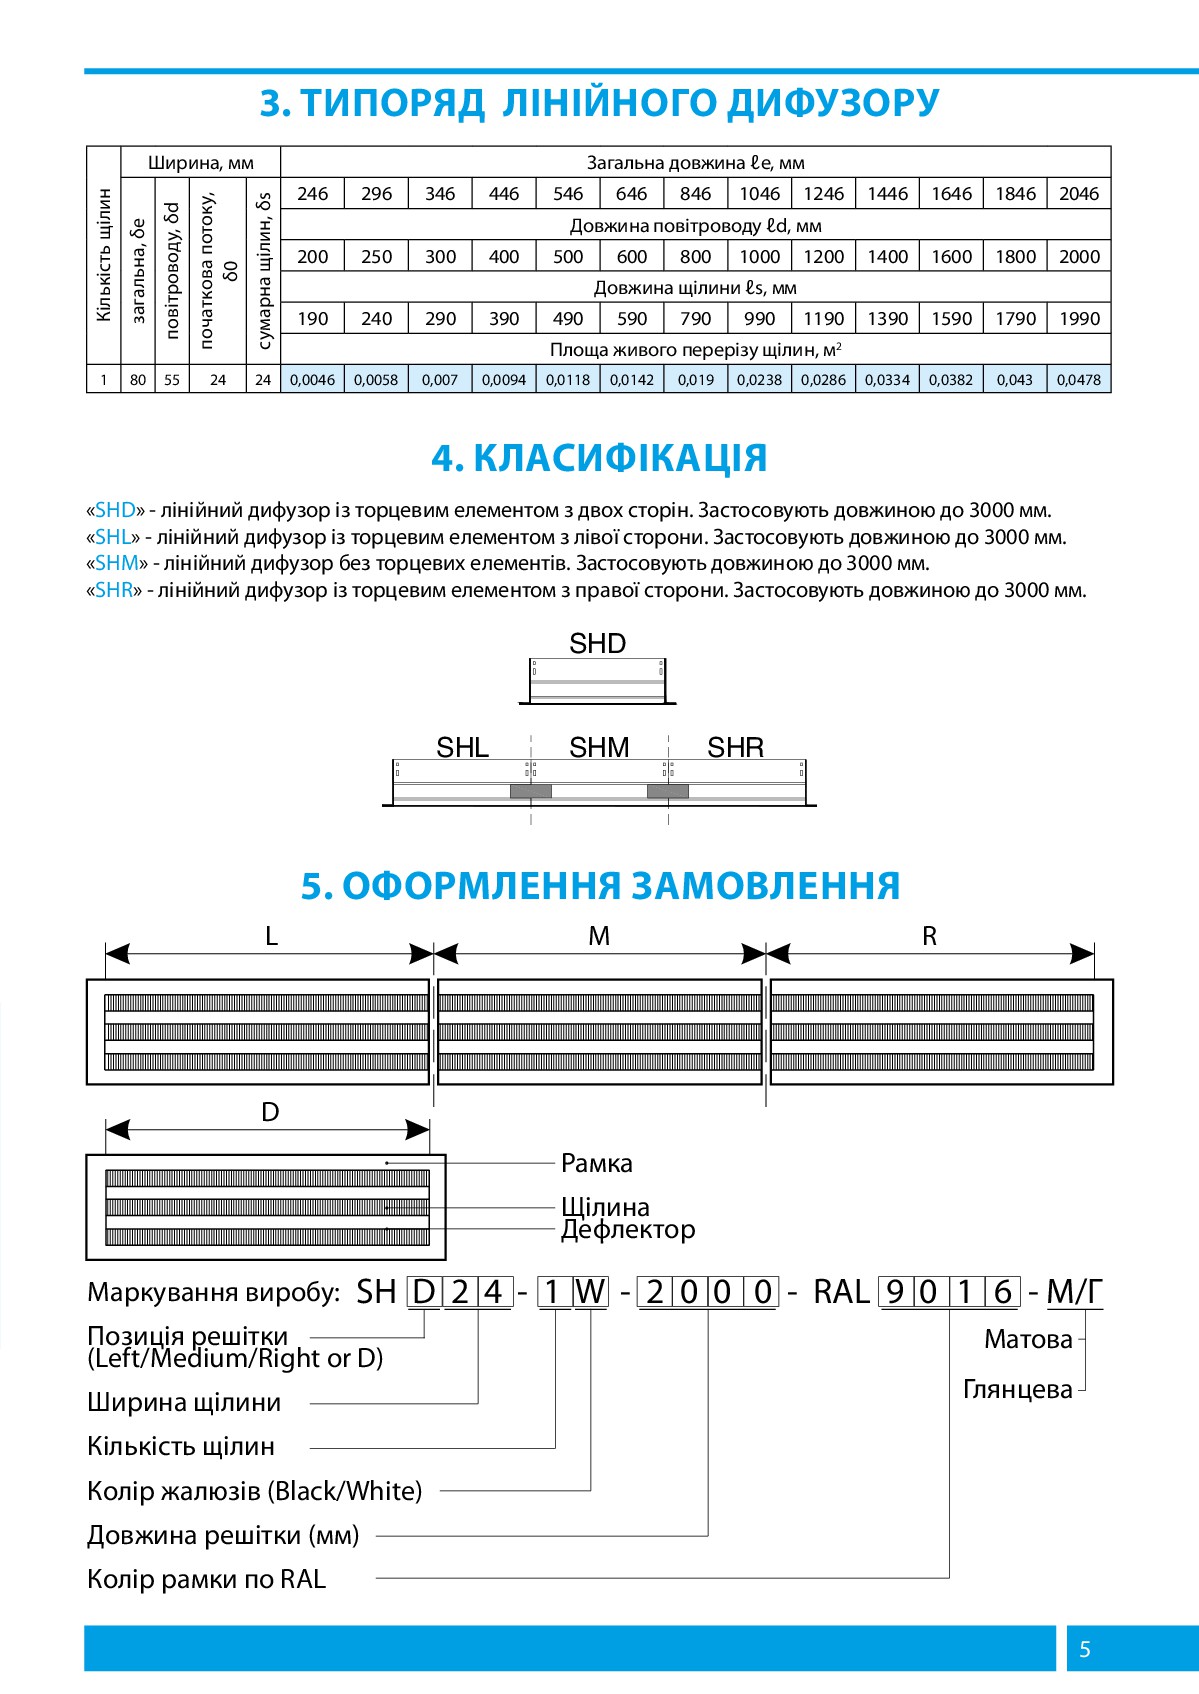 3. ТИПОРЯД ЛІНІЙНОГО ДИФУЗОРУ
Кількість щілин
Ширина, мм
загальна, δe
повітроводу, δd
початкова потоку, δ0
сумарна щілин, δs
Загальна довжина ℓe, мм
246 296 346 446 546 646 846 1046 1246 1446 1646 1846 2046
Довжина повітроводу ℓd, мм
200 250 300 400 500 600 800 1000 1200 1400 1600 1800 2000
Довжина щілини ℓs, мм
190 240 290 390 490 590 790 990 1190 1390 1590 1790 1990
Площа живого перерізу щілин, м²
1 80 55 24 24 0,0046 0,0058 0,007 0,0094 0,0118 0,0142 0,019 0,0238 0,0286 0,0334 0,0382 0,043 0,0478
4. КЛАСИФІКАЦІЯ
«SHD» - лінійний дифузор із торцевим елементом з двох сторін. Застосовують довжиною до 3000 мм.
«SHL» - лінійний дифузор із торцевим елементом з лівої сторони. Застосовують довжиною до 3000 мм.
«SHM» - лінійний дифузор без торцевих елементів. Застосовують довжиною до 3000 мм.
«SHR» - лінійний дифузор із торцевим елементом з правої сторони. Застосовують довжиною до 3000 мм.
SHD
SHL SHM SHR
5. ОФОРМЛЕННЯ ЗАМОВЛЕННЯ
L M R
D
Рамка
Щілина
Дефлектор
Маркування виробу: SH D 2 4 - 1 W - 2 0 0 0 - RAL 9 0 1 6 - М/Г
Позиція решітки
(Left/Medium/Right or D)
Матова
Глянцева
Ширина щілини
Кількість щілин
Колір жалюзів (Black/White)
Довжина решітки (мм)
Колір рамки по RAL
5